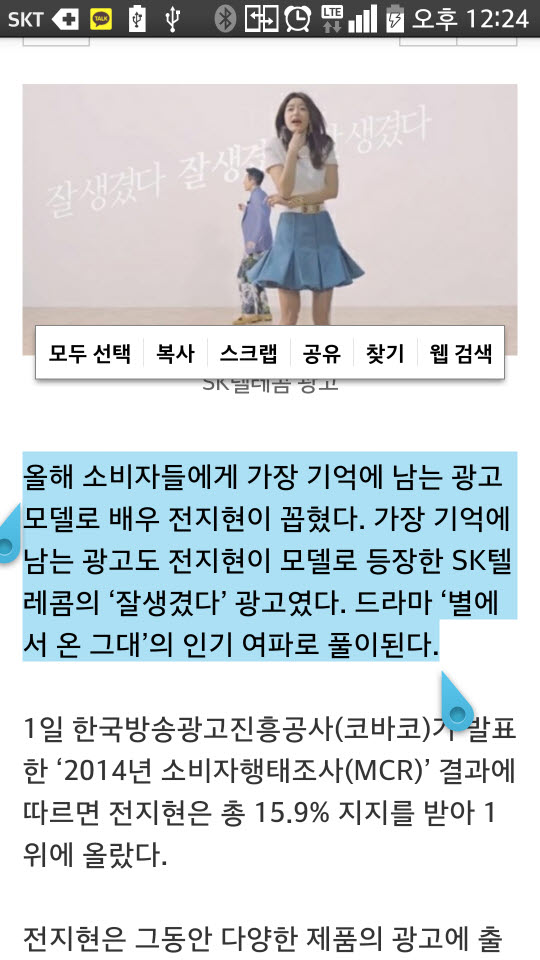 SKT
TALK
LTE
오후 12:24
잘생겼다 잘생겼다 잘생겼다
모두 선택 복사 스크랩 공유 찾기 웹 검색
SK텔레콤 광고
올해 소비자들에게 가장 기억에 남는 광고
모델로 배우 전지현이 꼽혔다. 가장 기억에
남는 광고도 전지현이 모델로 등장한 SK텔
레콤의 ‘잘생겼다’ 광고였다. 드라마 ‘별에
서 온 그대’의 인기 여파로 풀이된다.
1일 한국방송광고진흥공사(코바코)가 발표
한 ‘2014년 소비자행태조사(MCR)’ 결과에
따르면 전지현은 총 15.9% 지지를 받아 1
위에 올랐다.
전지현은 그동안 다양한 제품의 광고에 출